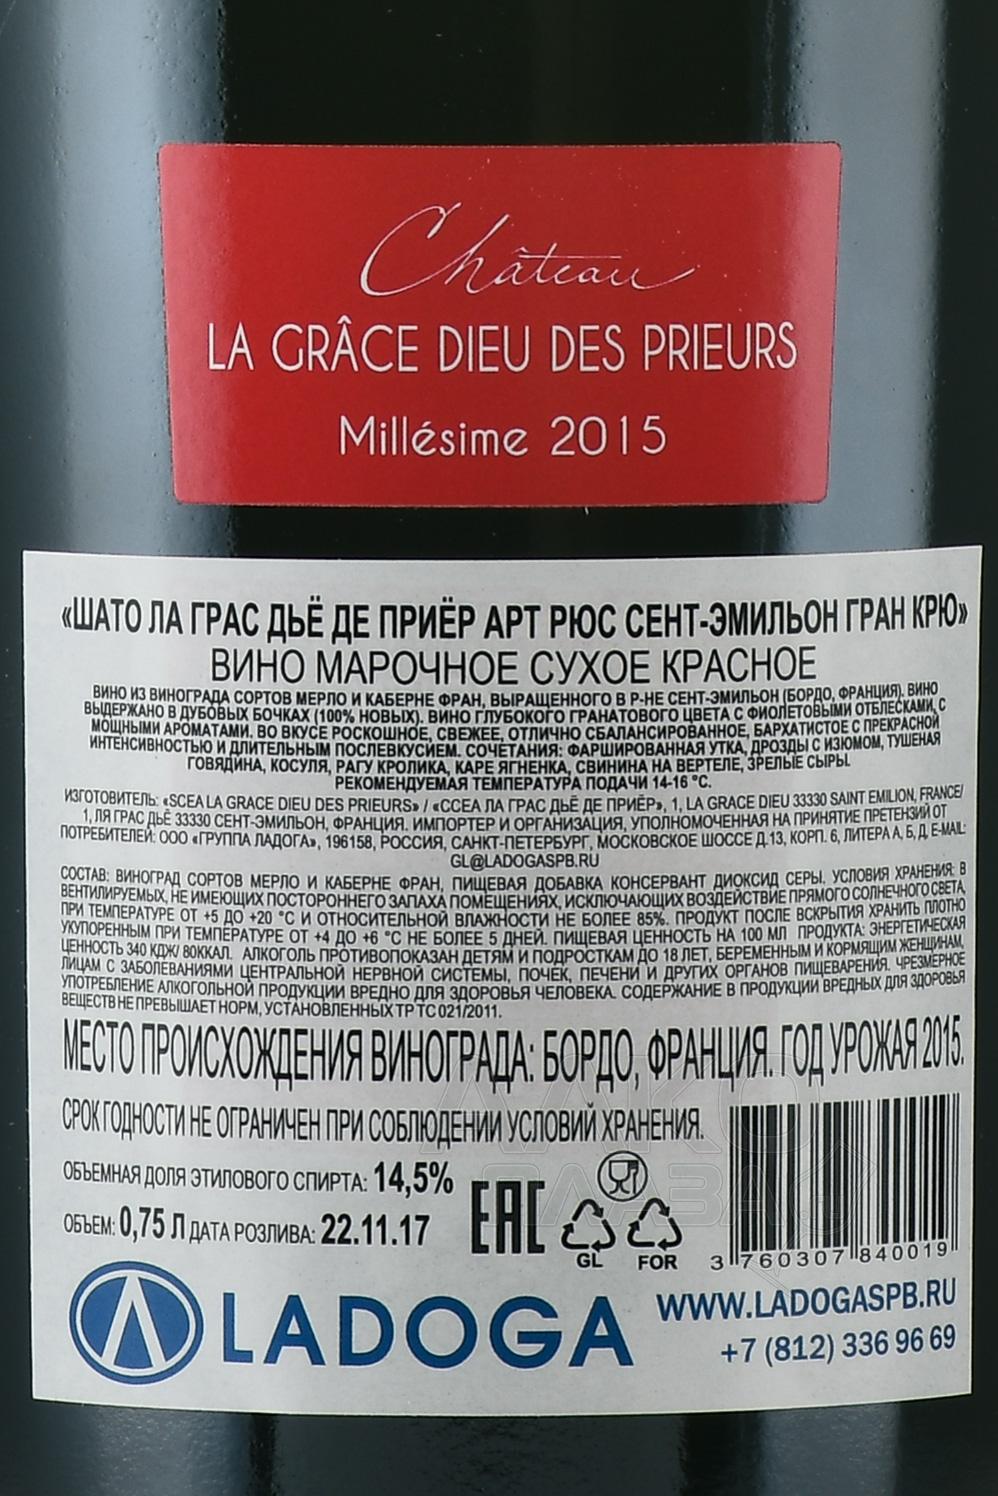 Château
LA GRÂCE DIEU DES PRIEURS
Millésime 2015
«ШАТО ЛА ГРАС ДЬЁ ДЕ ПРИЁР АРТ РЮС СЕНТ-ЭМИЛЬОН ГРАН КРЮ»
ВИНО МАРОЧНОЕ СУХОЕ КРАСНОЕ
ВИНО ИЗ ВИНОГРАДА СОРТОВ МЕРЛО И КАБЕРНЕ ФРАН, ВЫРАЩЕННОГО В Р-НЕ СЕНТ-ЭМИЛЬОН (БОРДО, ФРАНЦИЯ). ВИНО
ВЫДЕРЖАНО В ДУБОВЫХ БОЧКАХ (100% НОВЫХ). ВИНО ГЛУБОКОГО ГРАНАТОВОГО ЦВЕТА С ФИОЛЕТОВЫМИ ОТБЛЕСКАМИ, С
МОЩНЫМИ АРОМАТАМИ. ВО ВКУСЕ РОСКОШНОЕ, СВЕЖЕЕ, ОТЛИЧНО СБАЛАНСИРОВАННОЕ, БАРХАТИСТОЕ С ПРЕКРАСНОЙ
ИНТЕНСИВНОСТЬЮ И ДЛИТЕЛЬНЫМ ПОСЛЕВКУСИЕМ. СОЧЕТАНИЯ: ФАРШИРОВАННАЯ УТКА, ДРОЗДЫ С ИЗЮМОМ, ТУШЕНАЯ
ГОВЯДИНА, КОСУЛЯ, РАГУ КРОЛИКА, КАРЕ ЯГНЕНКА, СВИНИНА НА ВЕРТЕЛЕ, ЗРЕЛЫЕ СЫРЫ.
РЕКОМЕНДУЕМАЯ ТЕМПЕРАТУРА ПОДАЧИ 14-16 °С.
ИЗГОТОВИТЕЛЬ: «SCEA LA GRACE DIEU DES PRIEURS» / «ССЕА ЛА ГРАС ДЬЁ ДЕ ПРИЁР», 1, LA GRACE DIEU 33330 SAINT EMILION, FRANCE/
1, ЛЯ ГРАС ДЬЁ 33330 СЕНТ-ЭМИЛЬОН, ФРАНЦИЯ. ИМПОРТЕР И ОРГАНИЗАЦИЯ, УПОЛНОМОЧЕННАЯ НА ПРИНЯТИЕ ПРЕТЕНЗИЙ ОТ
ПОТРЕБИТЕЛЕЙ: ООО «ГРУППА ЛАДОГА», 196158, РОССИЯ, САНКТ-ПЕТЕРБУРГ, МОСКОВСКОЕ ШОССЕ Д.13, КОРП. 6, ЛИТЕРА А, Б, Д, E-MAIL:
GL@LADOGASPB.RU
СОСТАВ: ВИНОГРАД СОРТОВ МЕРЛО И КАБЕРНЕ ФРАН, ПИЩЕВАЯ ДОБАВКА КОНСЕРВАНТ ДИОКСИД СЕРЫ. УСЛОВИЯ ХРАНЕНИЯ: В
ВЕНТИЛИРУЕМЫХ, НЕ ИМЕЮЩИХ ПОСТОРОННЕГО ЗАПАХА ПОМЕЩЕНИЯХ, ИСКЛЮЧАЮЩИХ ВОЗДЕЙСТВИЕ ПРЯМОГО СОЛНЕЧНОГО СВЕТА,
ПРИ ТЕМПЕРАТУРЕ ОТ +5 ДО +20 °С И ОТНОСИТЕЛЬНОЙ ВЛАЖНОСТИ НЕ БОЛЕЕ 85%. ПРОДУКТ ПОСЛЕ ВСКРЫТИЯ ХРАНИТЬ ПЛОТНО
УКУПОРЕННЫМ ПРИ ТЕМПЕРАТУРЕ ОТ +4 ДО +6 °С НЕ БОЛЕЕ 5 ДНЕЙ. ПИЩЕВАЯ ЦЕННОСТЬ НА 100 МЛ ПРОДУКТА: ЭНЕРГЕТИЧЕСКАЯ
ЦЕННОСТЬ 340 КДЖ/ 80ККАЛ. АЛКОГОЛЬ ПРОТИВОПОКАЗАН ДЕТЯМ И ПОДРОСТКАМ ДО 18 ЛЕТ, БЕРЕМЕННЫМ И КОРМЯЩИМ ЖЕНЩИНАМ,
ЛИЦАМ С ЗАБОЛЕВАНИЯМИ ЦЕНТРАЛЬНОЙ НЕРВНОЙ СИСТЕМЫ, ПОЧЕК, ПЕЧЕНИ И ДРУГИХ ОРГАНОВ ПИЩЕВАРЕНИЯ. ЧРЕЗМЕРНОЕ
УПОТРЕБЛЕНИЕ АЛКОГОЛЬНОЙ ПРОДУКЦИИ ВРЕДНО ДЛЯ ЗДОРОВЬЯ ЧЕЛОВЕКА. СОДЕРЖАНИЕ В ПРОДУКЦИИ ВРЕДНЫХ ДЛЯ ЗДОРОВЬЯ
ВЕЩЕСТВ НЕ ПРЕВЫШАЕТ НОРМ, УСТАНОВЛЕННЫХ ТР ТС 021/2011.
МЕСТО ПРОИСХОЖДЕНИЯ ВИНОГРАДА: БОРДО, ФРАНЦИЯ. ГОД УРОЖАЯ 2015.
СРОК ГОДНОСТИ НЕ ОГРАНИЧЕН ПРИ СОБЛЮДЕНИИ УСЛОВИЙ ХРАНЕНИЯ.
ОБЪЕМНАЯ ДОЛЯ ЭТИЛОВОГО СПИРТА: 14,5%
ОБЪЕМ: 0,75 Л ДАТА РОЗЛИВА: 22.11.17
EAC
GL FOR
3 760307 840019
LADOGA
WWW.LADOGASPB.RU
+7 (812) 336 96 69